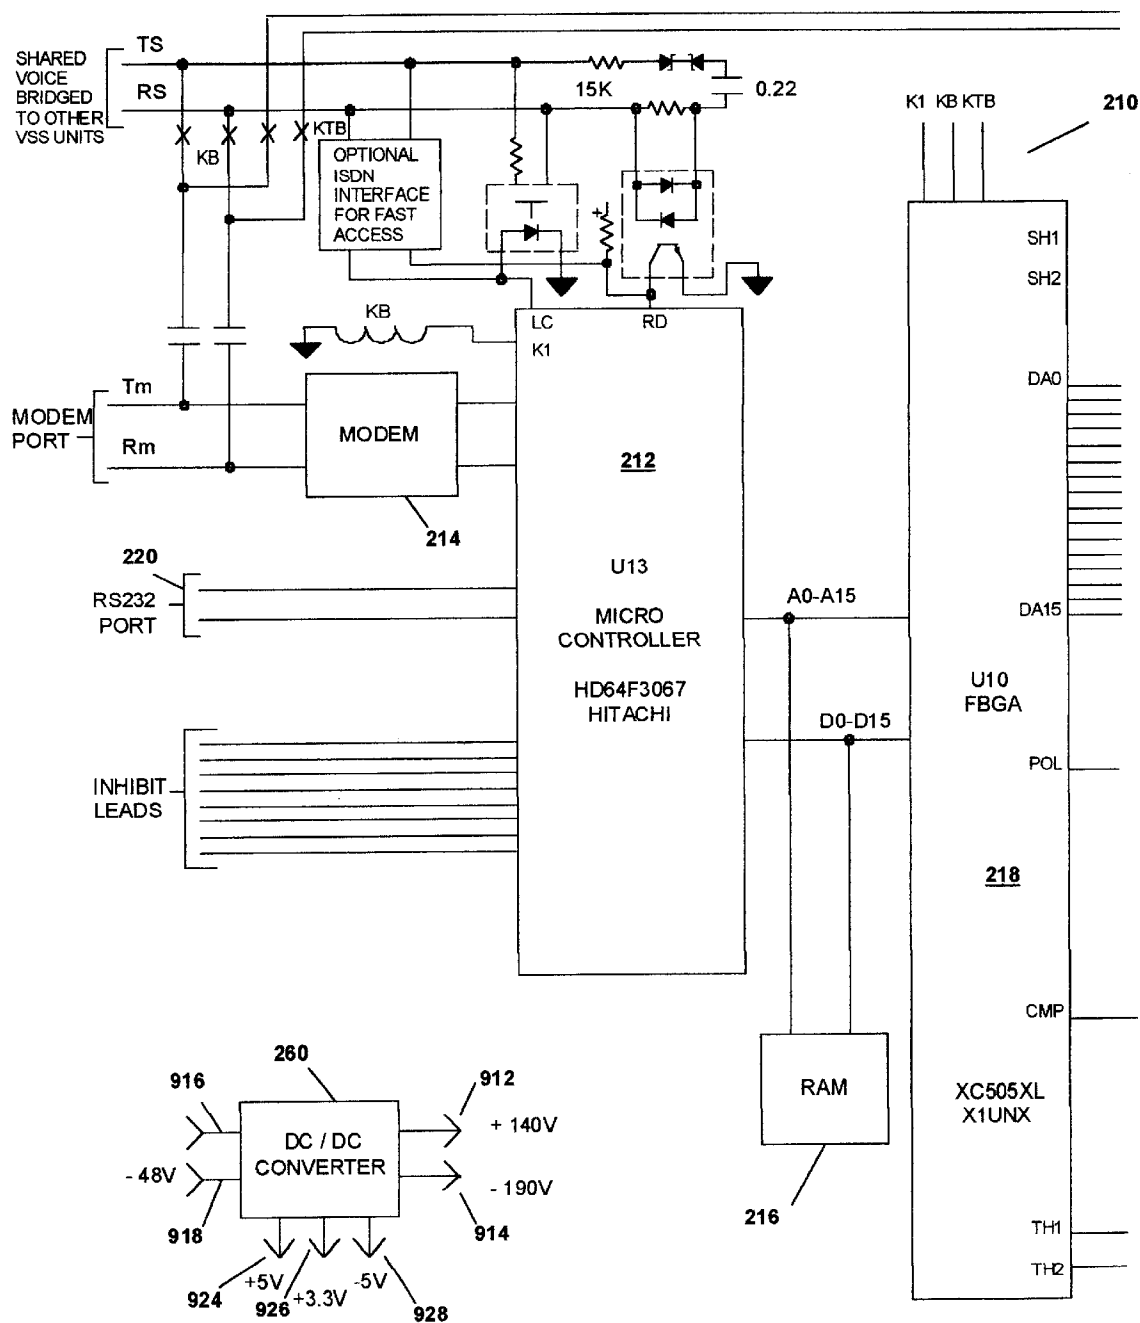 SHARED
VOICE
BRIDGED
TO OTHER
VSS UNITS
TS
RS
15K
0.22
KTB
KB
OPTIONAL
ISDN
INTERFACE
FOR FAST
ACCESS
+
K1 KB KTB
210
SH1
SH2
KB
LC
RD
K1
DA0
MODEM
PORT
Tm
Rm
MODEM
214
212
220
RS232
PORT
U13
MICRO
CONTROLLER
HD64F3067
HITACHI
A0-A15
D0-D15
DA15
U10
FBGA
POL
INHIBIT
LEADS
218
CMP
RAM
216
XC505XL
X1UNX
TH1
TH2
260
916
912
DC / DC
CONVERTER
+ 140V
- 48V
- 190V
918
914
924
+5V
926
+3.3V
-5V
928